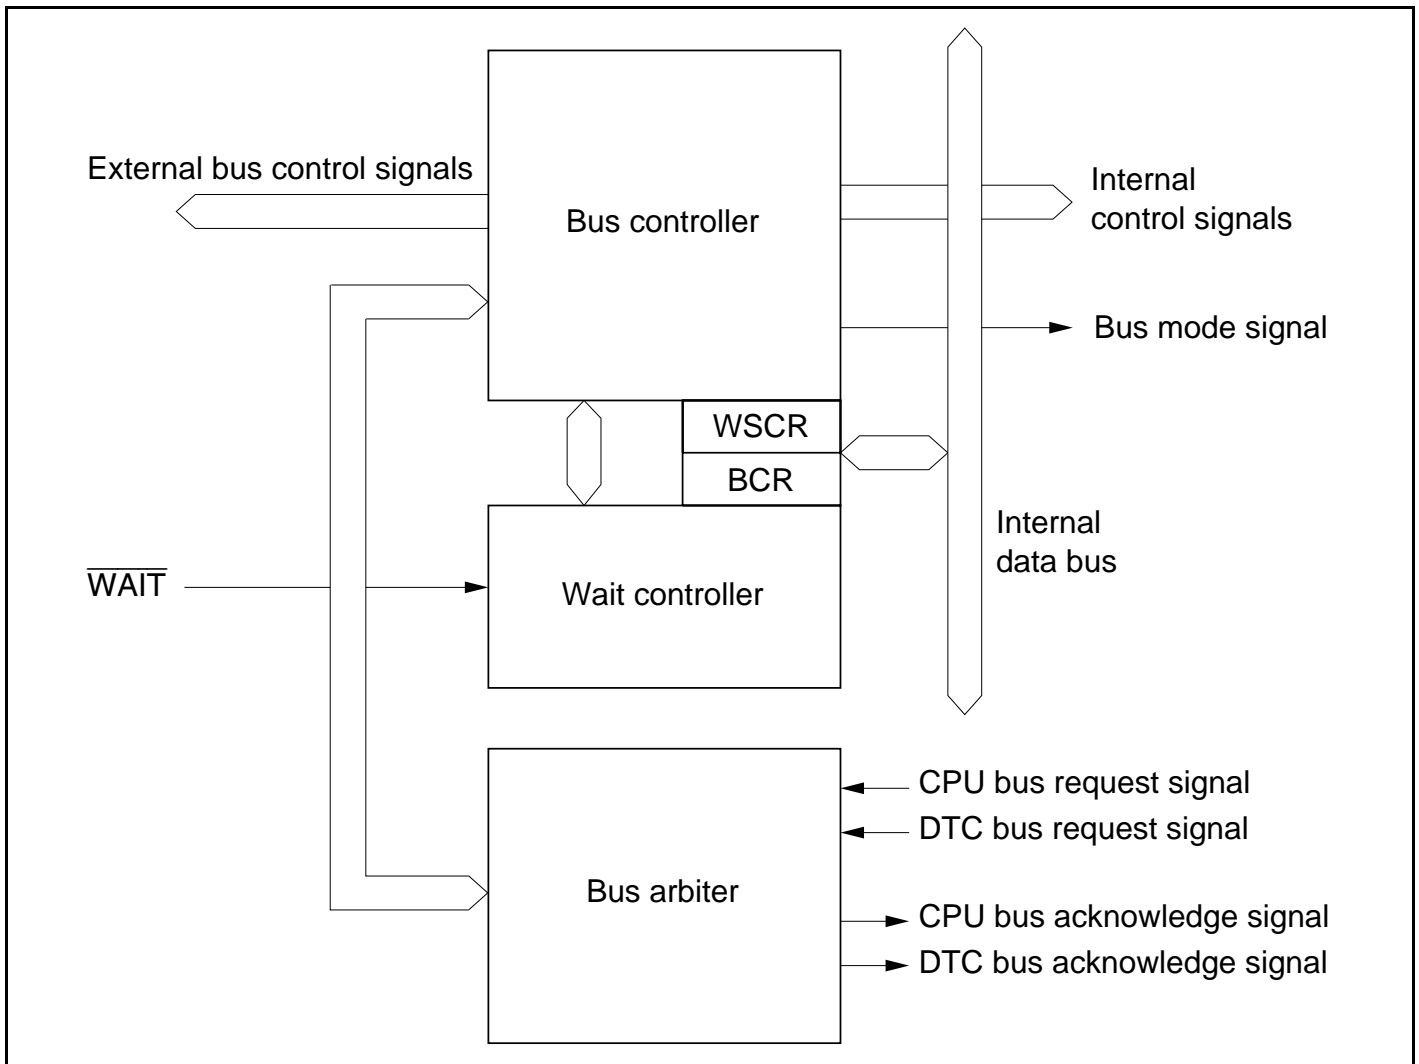 External bus control signals
Bus controller
Internal
control signals
Bus mode signal
WSCR
BCR
Internal
data bus
WAIT
Wait controller
CPU bus request signal
DTC bus request signal
Bus arbiter
CPU bus acknowledge signal
DTC bus acknowledge signal